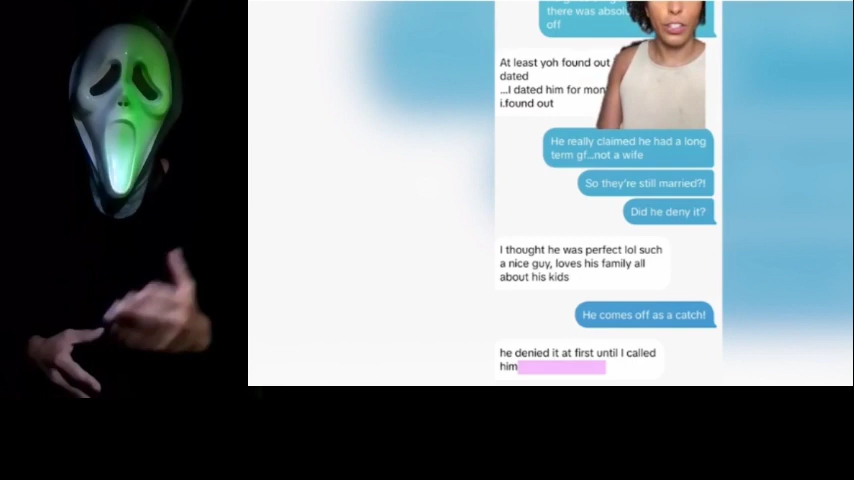 there was absol
off
At least yoh found out
dated
...I dated him for mon
i.found out
He really claimed he had a long
term gf...not a wife
So they're still married?!
Did he deny it?
I thought he was perfect lol such
a nice guy, loves his family all
about his kids
He comes off as a catch!
he denied it at first until I called
him